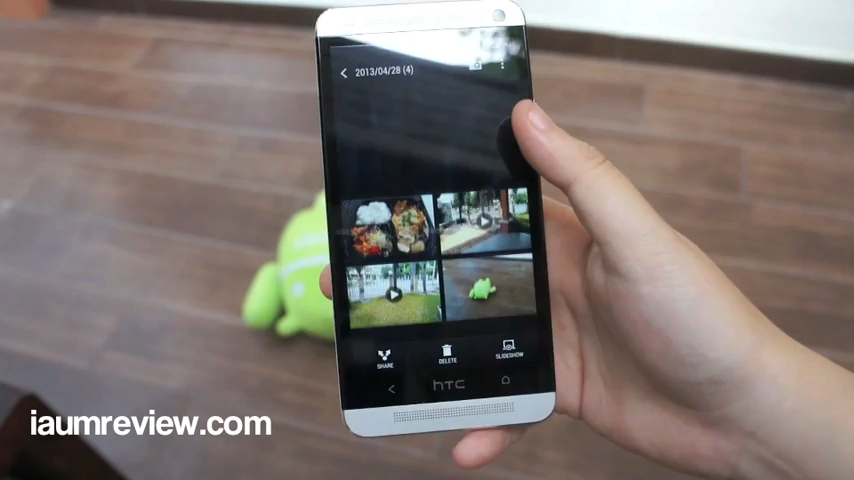 2013/04/28 (4)
SHARE
DELETE
SLIDESHOW
hTC
iaumreview.com